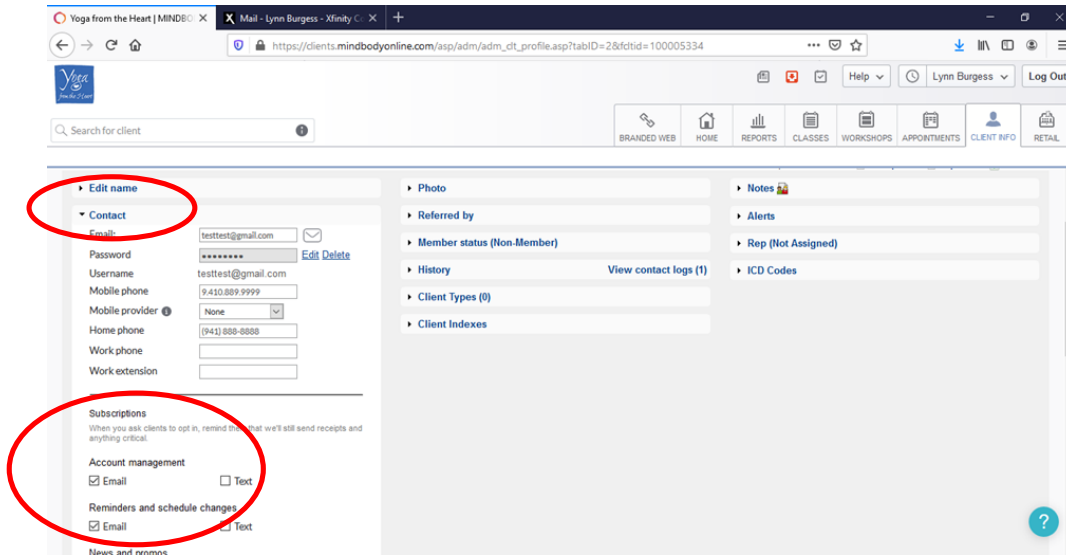 Yoga from the Heart | MINDBO
Mail - Lynn Burgess - Xfinity Co
https://clients.mindbodyonline.com/asp/adm/adm_clt_profile.asp?tabID=2&fdtid=100005334
Yoga
from the Heart
Help
Lynn Burgess
Log Out
Search for client
BRANDED WEB
HOME
REPORTS
CLASSES
WORKSHOPS
APPOINTMENTS
CLIENT INFO
RETAIL
Edit name
Contact
Email:
testtest@gmail.com
Password
Edit Delete
Username
testtest@gmail.com
Mobile phone
9.410.889.9999
Mobile provider
None
Home phone
(941) 888-8888
Work phone
Work extension
Subscriptions
When you ask clients to opt in, remind them that we'll still send receipts and
anything critical.
Account management
Email
Text
Reminders and schedule changes
Email
Text
News and promos
Photo
Referred by
Member status (Non-Member)
History
View contact logs (1)
Client Types (0)
Client Indexes
Notes
Alerts
Rep (Not Assigned)
ICD Codes
?